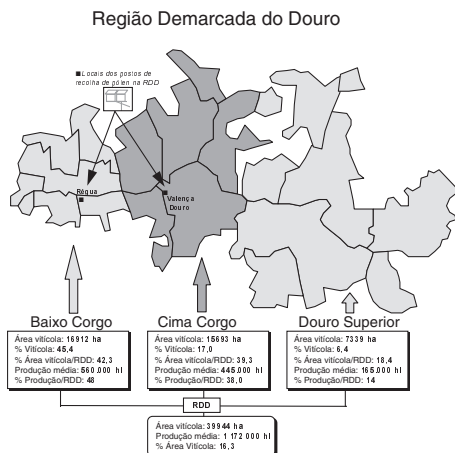 Região Demarcada do Douro
Locais dos postos de
recolha de pólen na RDD
Régua
Valença
Douro
Baixo Corgo
Área vitícola: 16912 ha
% Vitícola: 45,4
% Área vitícola/RDD: 42,3
Produção média: 560.000 hl
% Produção/RDD: 48
Cima Corgo
Área vitícola: 15693 ha
% Vitícola: 17,0
% Área vitícola/RDD: 39,3
Produção média: 445.000 hl
% Produção/RDD: 38,0
Douro Superior
Área vitícola: 7339 ha
% Vitícola: 6,4
% Área vitícola/RDD: 18,4
Produção média: 165.000 hl
% Produção/RDD: 14
RDD
Área vitícola: 39944 ha
Produção média: 1 172 000 hl
% Área Vitícola: 16,3